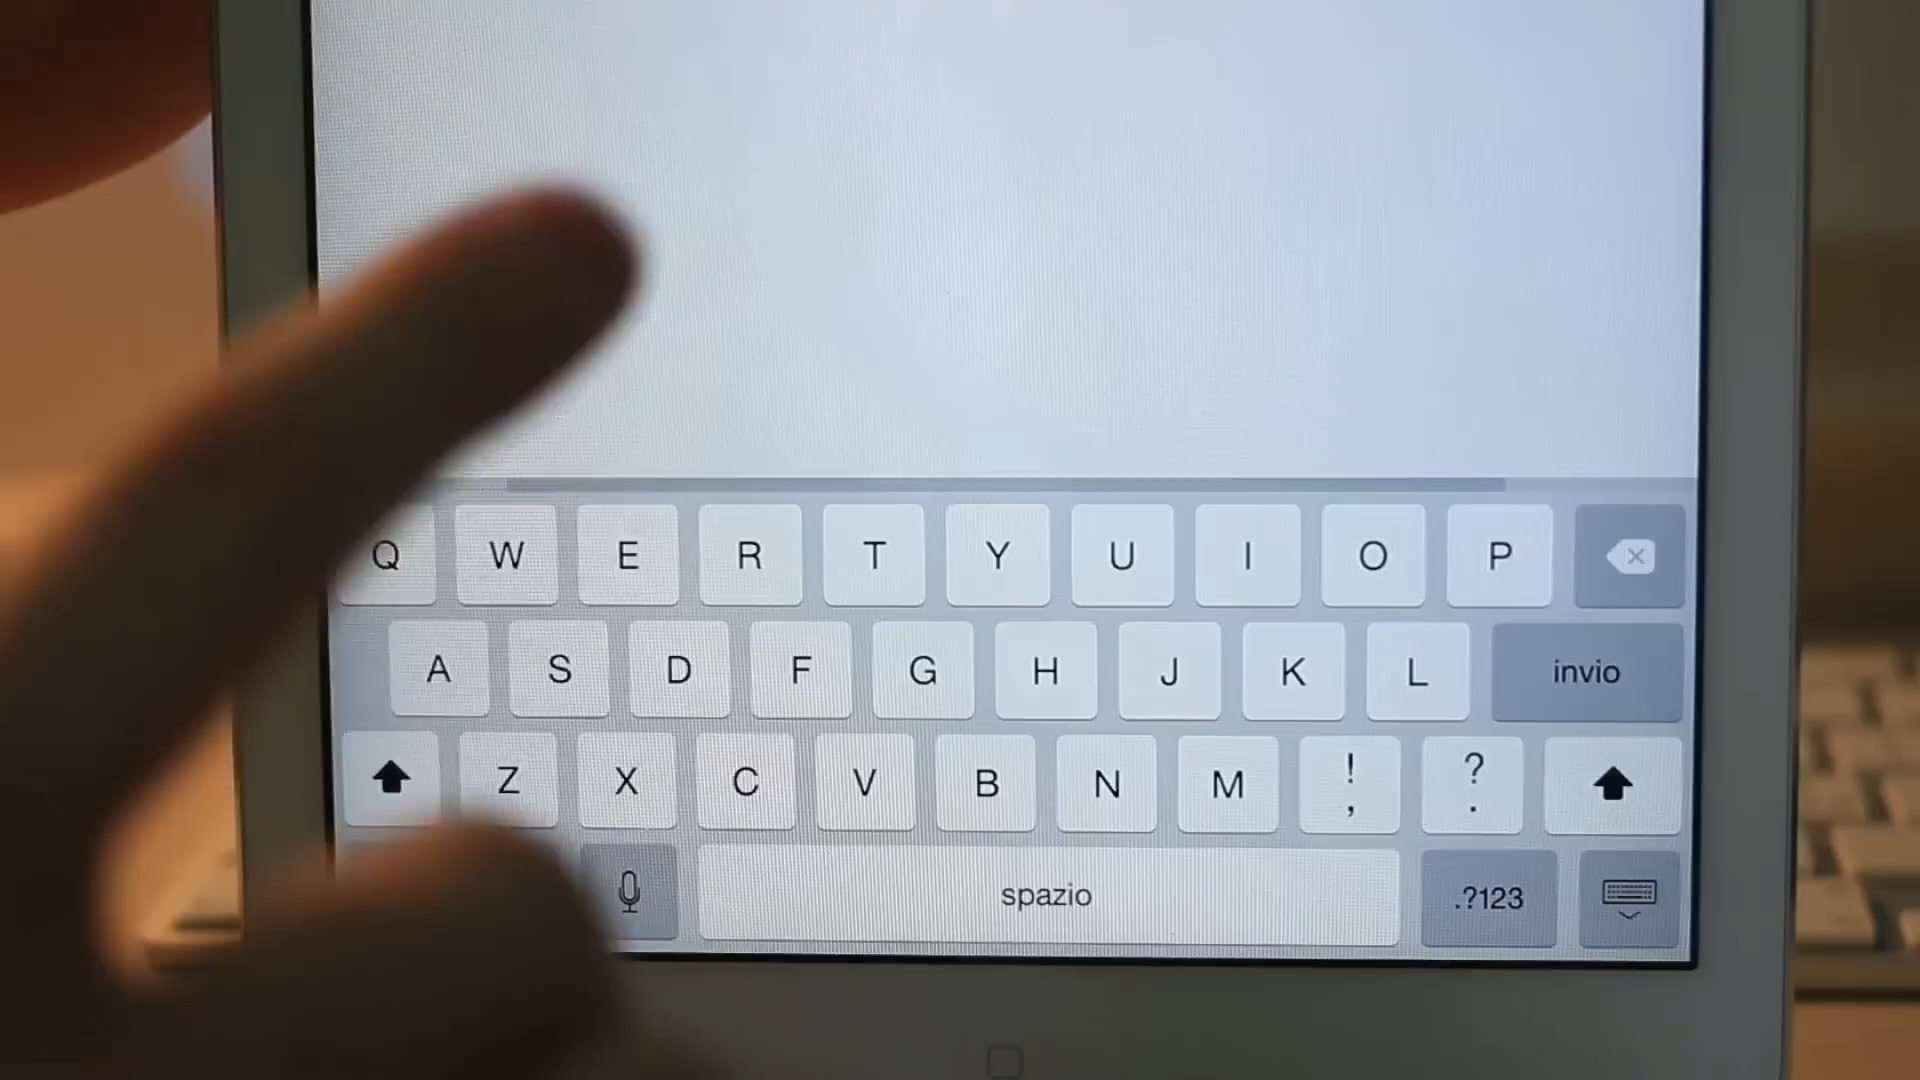 Q W E R T Y U I O P
A S D F G H J K L invio
Z X C V B N M ! , ? .
spazio .?123